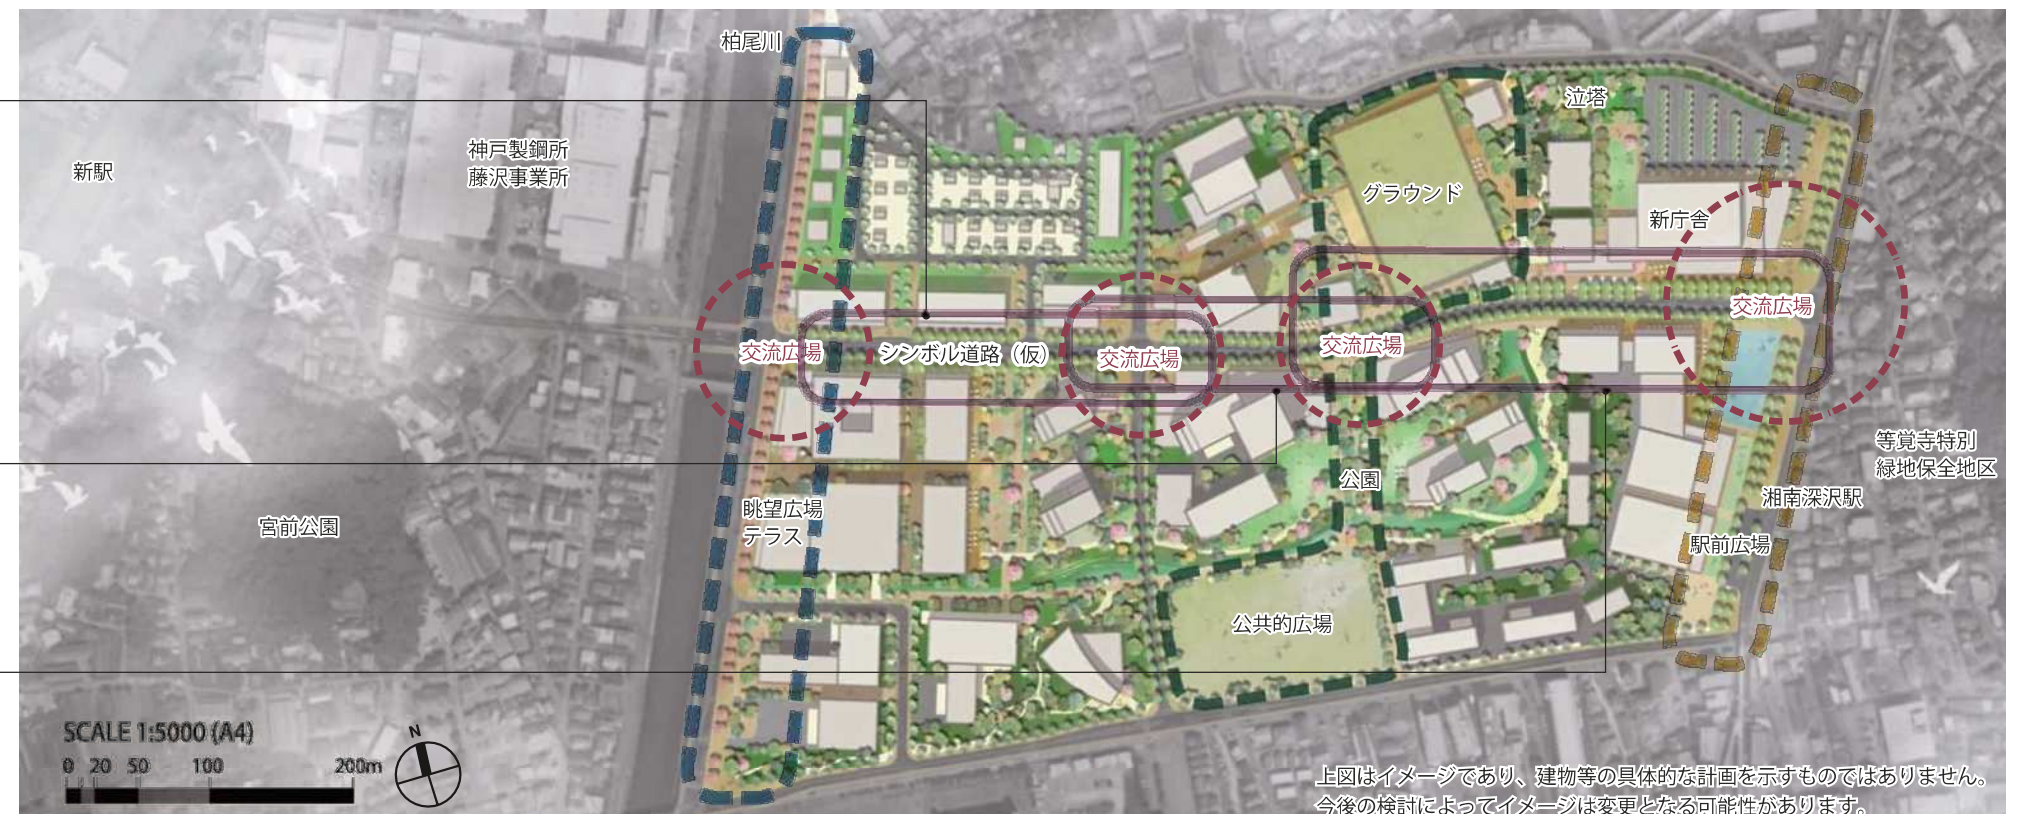 柏尾川
泣塔
神戸製鋼所
藤沢事業所
新駅
グラウンド
新庁舎
交流広場
交流広場
シンボル道路（仮）
交流広場
交流広場
等覚寺特別
緑地保全地区
公園
湘南深沢駅
眺望広場
テラス
宮前公園
駅前広場
公共的広場
SCALE 1:5000 (A4)
0 20 50 100 200m
N
上図はイメージであり、建物等の具体的な計画を示すものではありません。
今後の検討によってイメージは変更となる可能性があります。